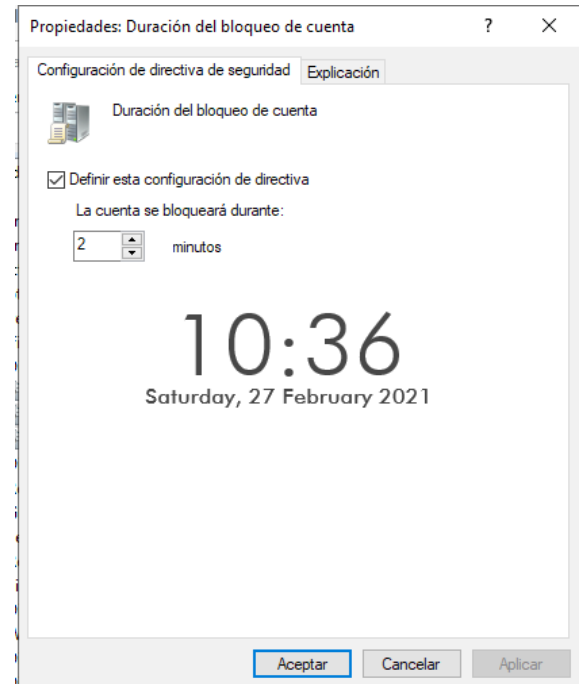 Propiedades: Duración del bloqueo de cuenta ? ×
Configuración de directiva de seguridad Explicación
Duración del bloqueo de cuenta
Definir esta configuración de directiva
La cuenta se bloqueará durante:
2 minutos
10:36
Saturday, 27 February 2021
Aceptar Cancelar Aplicar